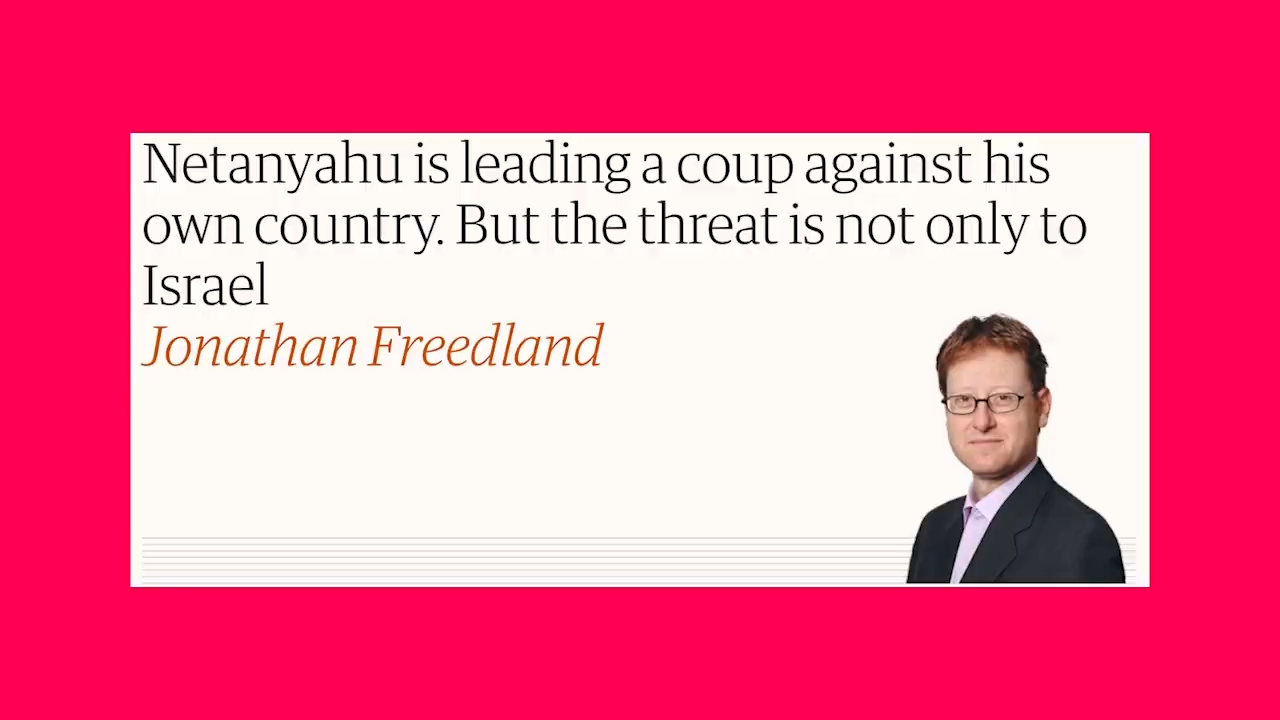 Netanyahu is leading a coup against his
own country. But the threat is not only to
Israel
Jonathan Freedland